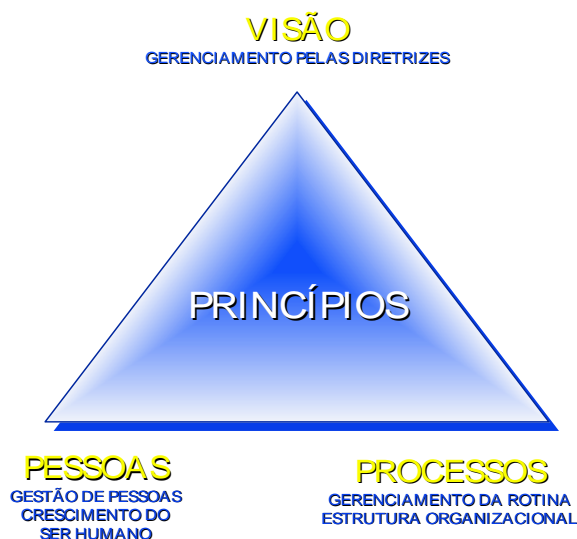 VISÃO
GERENCIAMENTO PELAS DIRETRIZES
PRINCÍPIOS
PESSOAS
GESTÃO DE PESSOAS
CRESCIMENTO DO
SER HUMANO
PROCESSOS
GERENCIAMENTO DA ROTINA
ESTRUTURA ORGANIZACIONAL